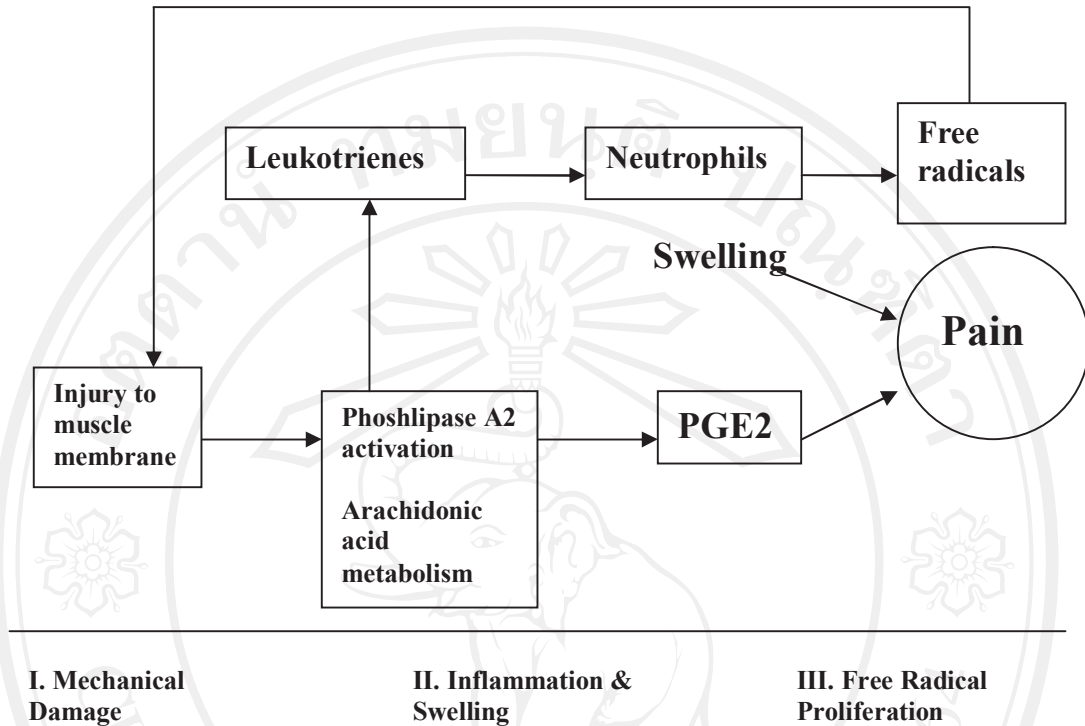 Leukotrienes
Neutrophils
Free
radicals
Swelling
Pain
Injury to
muscle
membrane
Phoshlipase A2
activation
Arachidonic
acid
metabolism
PGE2
I. Mechanical
Damage
II. Inflammation &
Swelling
III. Free Radical
Proliferation